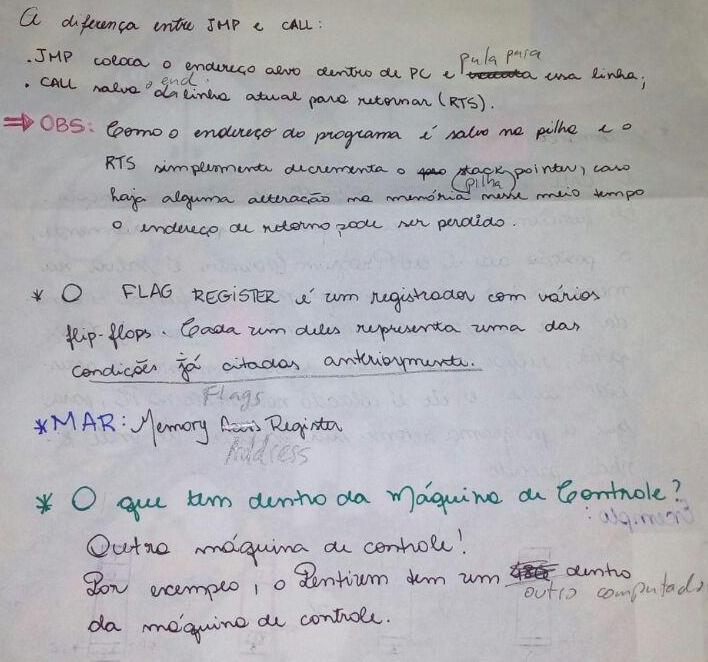 A diferença entre JMP e CALL:
. JMP coloca o endereço alvo dentro de PC e pula para essa linha;
. CALL salva o end. da linha atual para retornar (RTS).
⇒ OBS: Como o endereço do programa é salvo na pilha e o
RTS simplesmente decrementa o stack pointer, caso
haja alguma alteração na memória (pilha) nesse meio tempo
o endereço de retorno pode ser perdido.
* O FLAG REGISTER é um registrador com vários
flip-flops. Cada um deles representa uma das
condições já citadas anteriormente.
Flags
*MAR: Memory Address Register
* O que tem dentro da Máquina de Controle?
Outra máquina de controle!
Por exemplo, o Pentium tem um outro computador dentro
da máquina de controle.
Exemplo